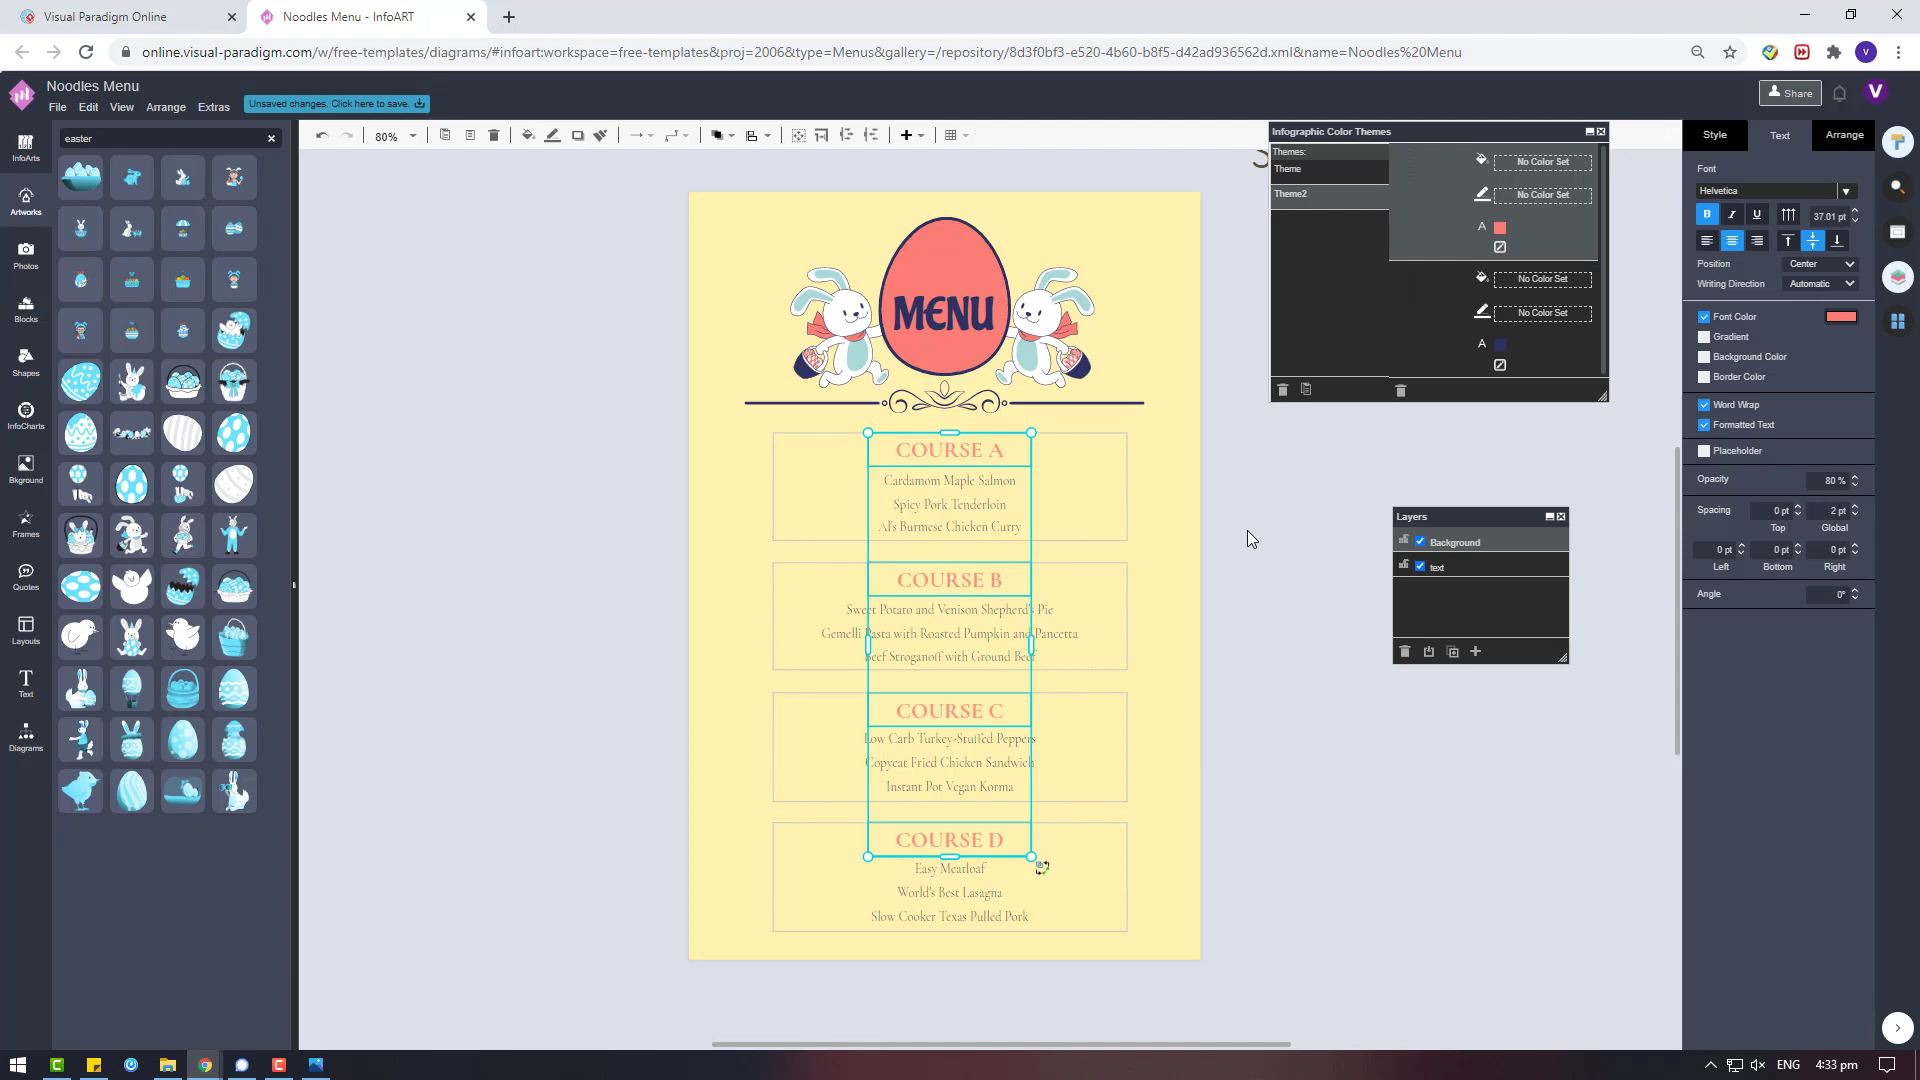 Visual Paradigm Online
Noodles Menu - InfoART
online.visual-paradigm.com/w/free-templates/diagrams/#infoart:workspace=free-templates&proj=2006&type=Menus&gallery=/repository/8d3f0bf3-e520-4b60-b8f5-d42ad936562d.xml&name=Noodles%20Menu
V
Noodles Menu
File Edit View Arrange Extras
Unsaved changes. Click here to save.
Share
V
easter
80%
InfoArts
Artworks
Photos
Blocks
Shapes
InfoCharts
Bkground
Frames
Quotes
Layouts
T
Text
Diagrams
MENU
COURSE A
Cardamom Maple Salmon
Spicy Pork Tenderloin
Al's Burmese Chicken Curry
COURSE B
Sweet Potato and Venison Shepherd's Pie
Gemelli Pasta with Roasted Pumpkin and Pancetta
Beef Stroganoff with Ground Beef
COURSE C
Low Carb Turkey-Stuffed Peppers
Copycat Fried Chicken Sandwich
Instant Pot Vegan Korma
COURSE D
Easy Meatloaf
World's Best Lasagna
Slow Cooker Texas Pulled Pork
Infographic Color Themes
Themes:
Theme
Theme2
No Color Set
No Color Set
A
No Color Set
No Color Set
A
Layers
Background
text
Style Text Arrange
Font
Helvetica
B I U 37.01 pt
Position Center
Writing Direction Automatic
Font Color
Gradient
Background Color
Border Color
Word Wrap
Formatted Text
Placeholder
Opacity 80 %
Spacing 0 pt 2 pt
Top Global
0 pt 0 pt 0 pt
Left Bottom Right
Angle 0°
ENG 4:33 pm